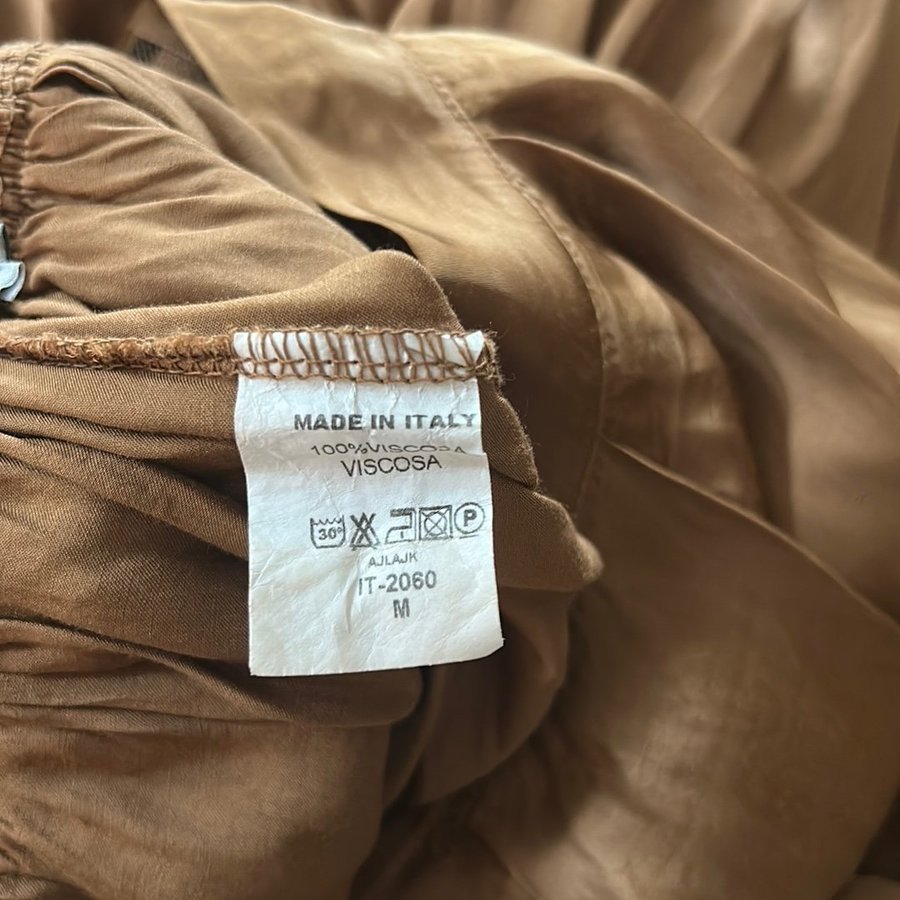 MADE IN ITALY
100%VISCOSA
VISCOSA
30° P
AJLAJK
IT-2060
M